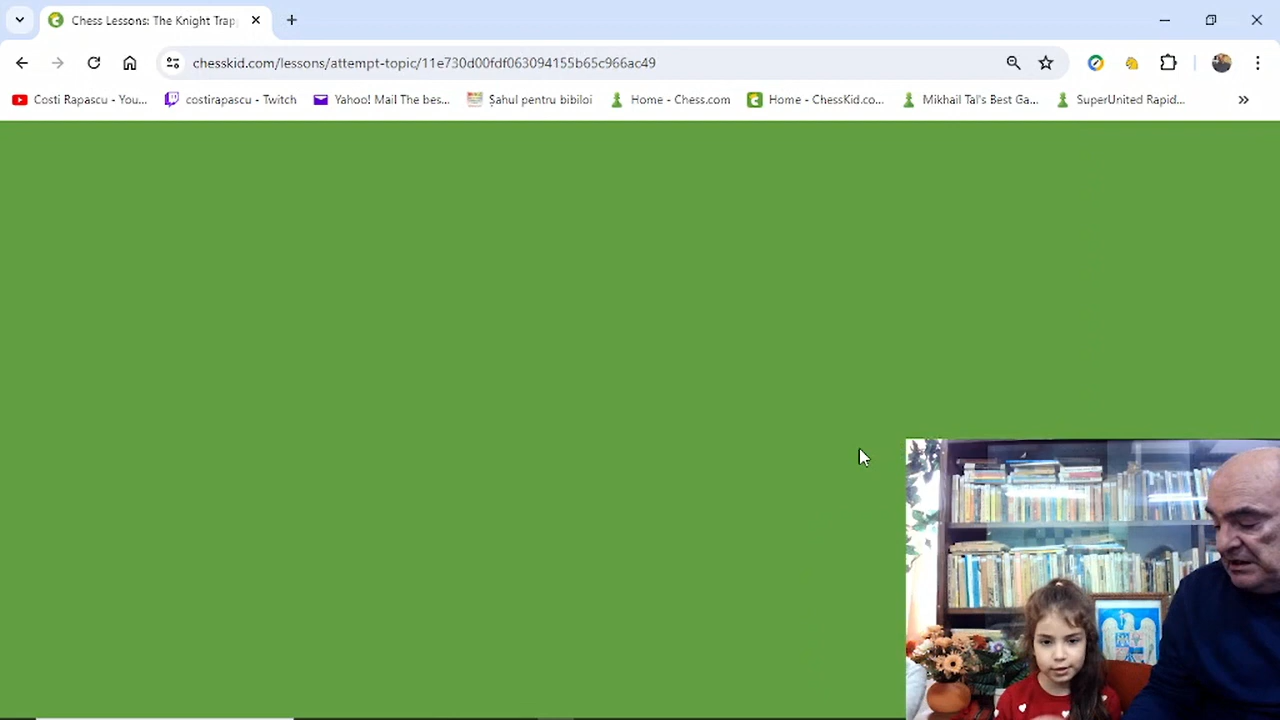 Chess Lessons: The Knight Trapp
chesskid.com/lessons/attempt-topic/11e730d00fdf063094155b65c966ac49
Costi Rapascu - You...
costirapascu - Twitch
Yahoo! Mail The bes...
Șahul pentru bibiloi
Home - Chess.com
Home - ChessKid.co...
Mikhail Tal's Best Ga...
SuperUnited Rapid...